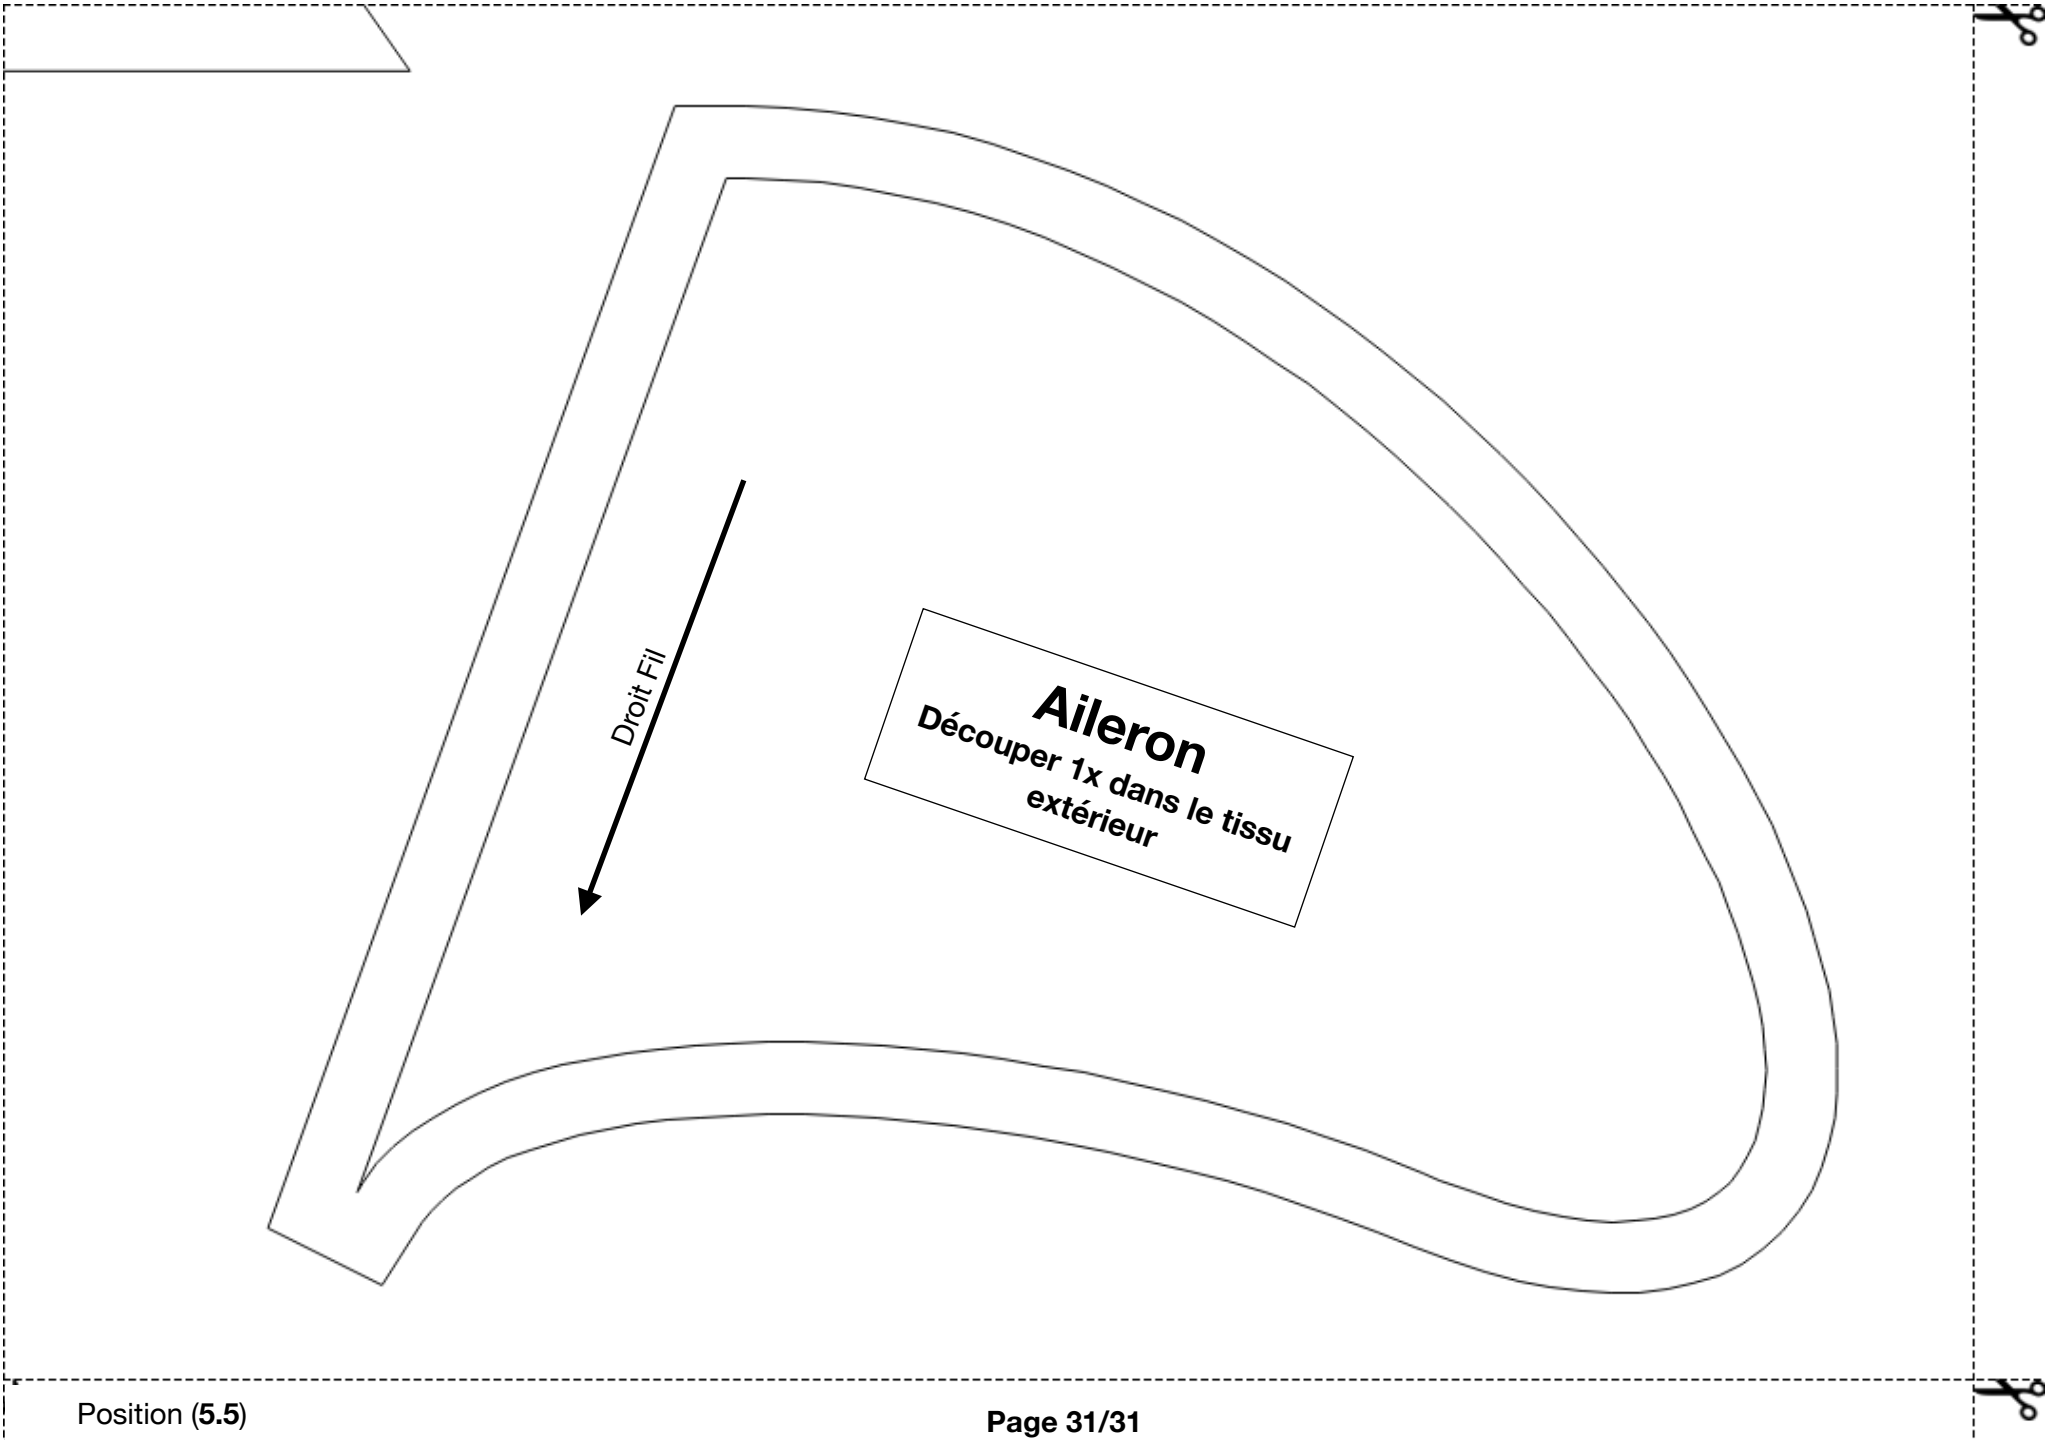 Droit Fil
Aileron
Découper 1x dans le tissu
extérieur
Position (5.5)
Page 31/31